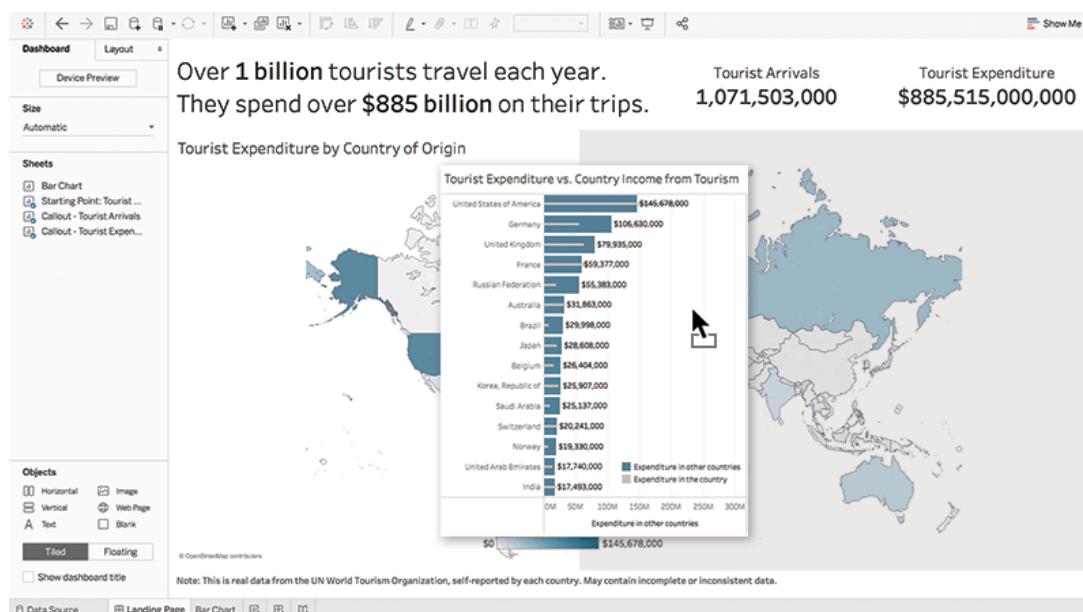 Show Me
Dashboard
Layout
Device Preview
Size
Automatic
Sheets
Bar Chart
Starting Point: Tourist ...
Callout - Tourist Arrivals
Callout - Tourist Expen...
Objects
Horizontal
Image
Vertical
Web Page
A Text
Blank
Tiled
Floating
Show dashboard title
Over 1 billion tourists travel each year.
They spend over $885 billion on their trips.
Tourist Arrivals
1,071,503,000
Tourist Expenditure
$885,515,000,000
Tourist Expenditure by Country of Origin
Tourist Expenditure vs. Country Income from Tourism
United States of America $145,678,000
Germany $106,630,000
United Kingdom $79,935,000
France $59,377,000
Russian Federation $55,383,000
Australia $31,863,000
Brazil $29,998,000
Japan $28,608,000
Belgium $26,404,000
Korea, Republic of $25,907,000
Saudi Arabia $25,137,000
Switzerland $20,241,000
Norway $19,330,000
United Arab Emirates $17,740,000
India $17,493,000
Expenditure in other countries
Expenditure in the country
0M 50M 100M 150M 200M 250M 300M
Expenditure in other countries
$0 $145,678,000
© OpenStreetMap contributors
Note: This is real data from the UN World Tourism Organization, self-reported by each country. May contain incomplete or inconsistent data.
Data Source
Landing Page
Bar Chart